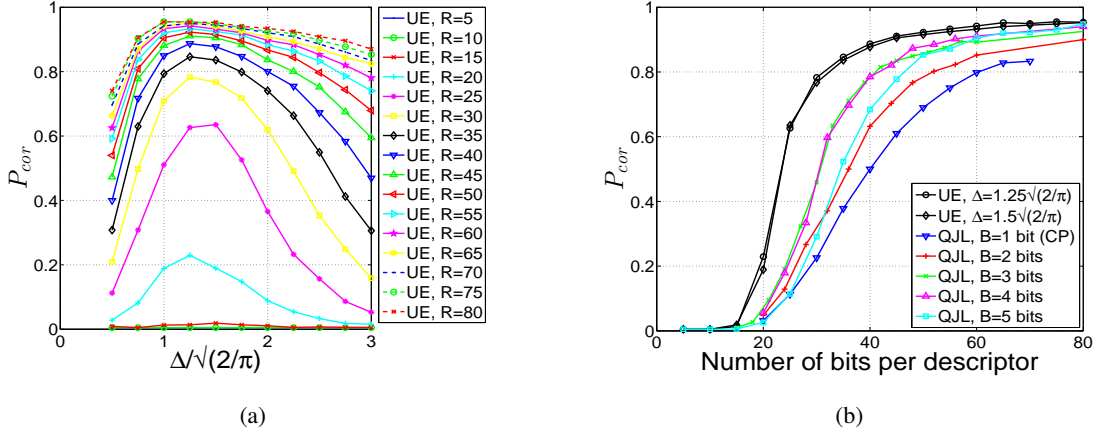 P_cor
1
0.8
0.6
0.4
0.2
0
0 1 2 3
Δ/√(2/π)
UE, R=5
UE, R=10
UE, R=15
UE, R=20
UE, R=25
UE, R=30
UE, R=35
UE, R=40
UE, R=45
UE, R=50
UE, R=55
UE, R=60
UE, R=65
UE, R=70
UE, R=75
UE, R=80
(a)
P_cor
1
0.8
0.6
0.4
0.2
0
0 20 40 60 80
Number of bits per descriptor
UE, Δ=1.25√(2/π)
UE, Δ=1.5√(2/π)
QJL, B=1 bit (CP)
QJL, B=2 bits
QJL, B=3 bits
QJL, B=4 bits
QJL, B=5 bits
(b)